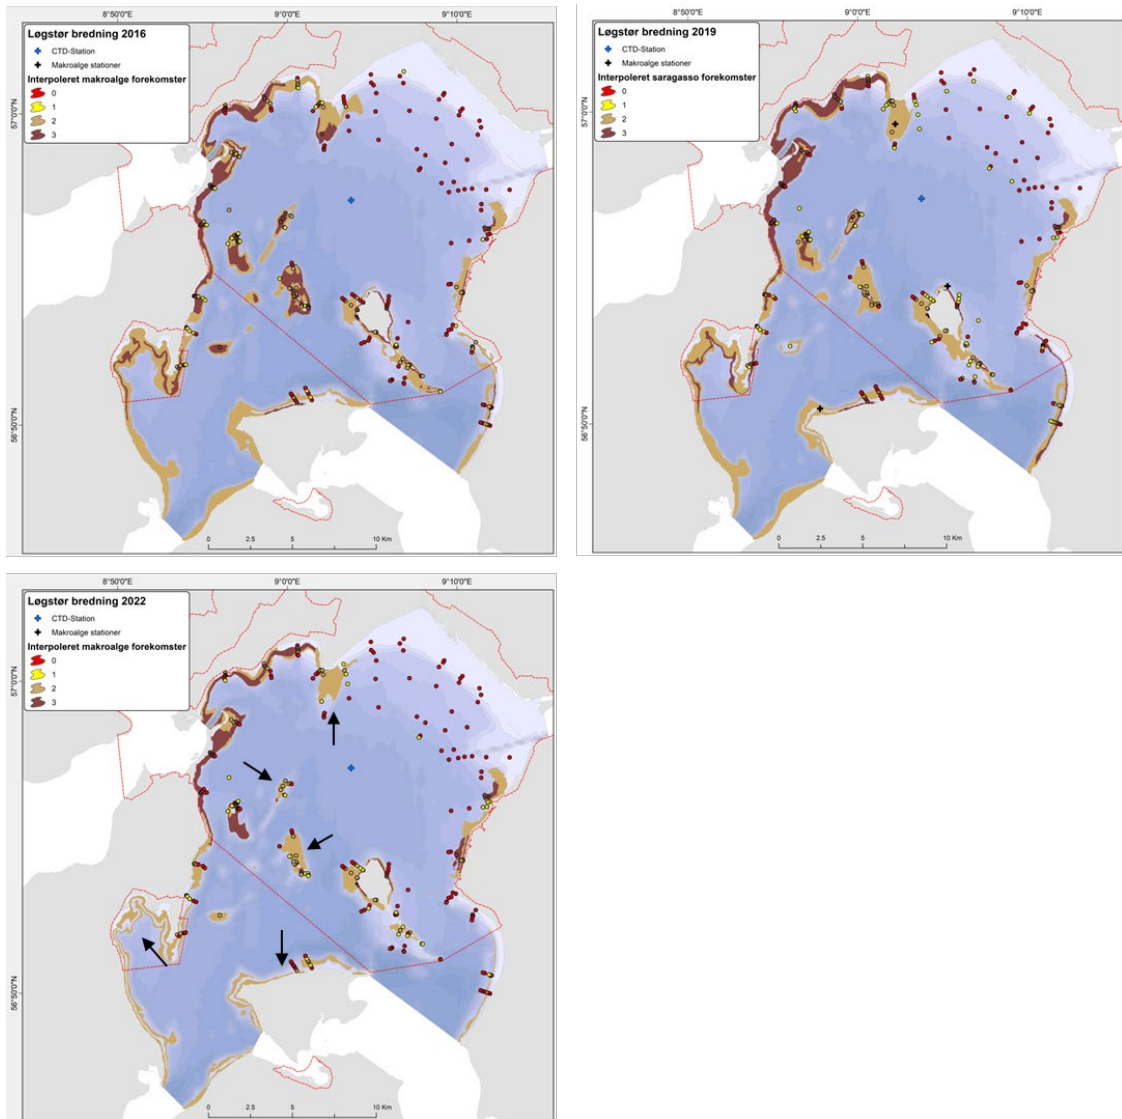 8°50'0"E
9°0'0"E
9°10'0"E
Løgstør bredning 2016
CTD-Station
Makroalge stationer
Interpoleret makroalge forekomster
0
1
2
3
57°0'0"N
56°50'0"N
0 2.5 5 10 Km
8°50'0"E
9°0'0"E
9°10'0"E
Løgstør bredning 2019
CTD-Station
Makroalge stationer
Interpoleret saragasso forekomster
0
1
2
3
57°0'0"N
56°50'0"N
0 2.5 5 10 Km
8°50'0"E
9°0'0"E
9°10'0"E
Løgstør bredning 2022
CTD-Station
Makroalge stationer
Interpoleret makroalge forekomster
0
1
2
3
57°0'0"N
56°50'0"N
0 2.5 5 10 Km